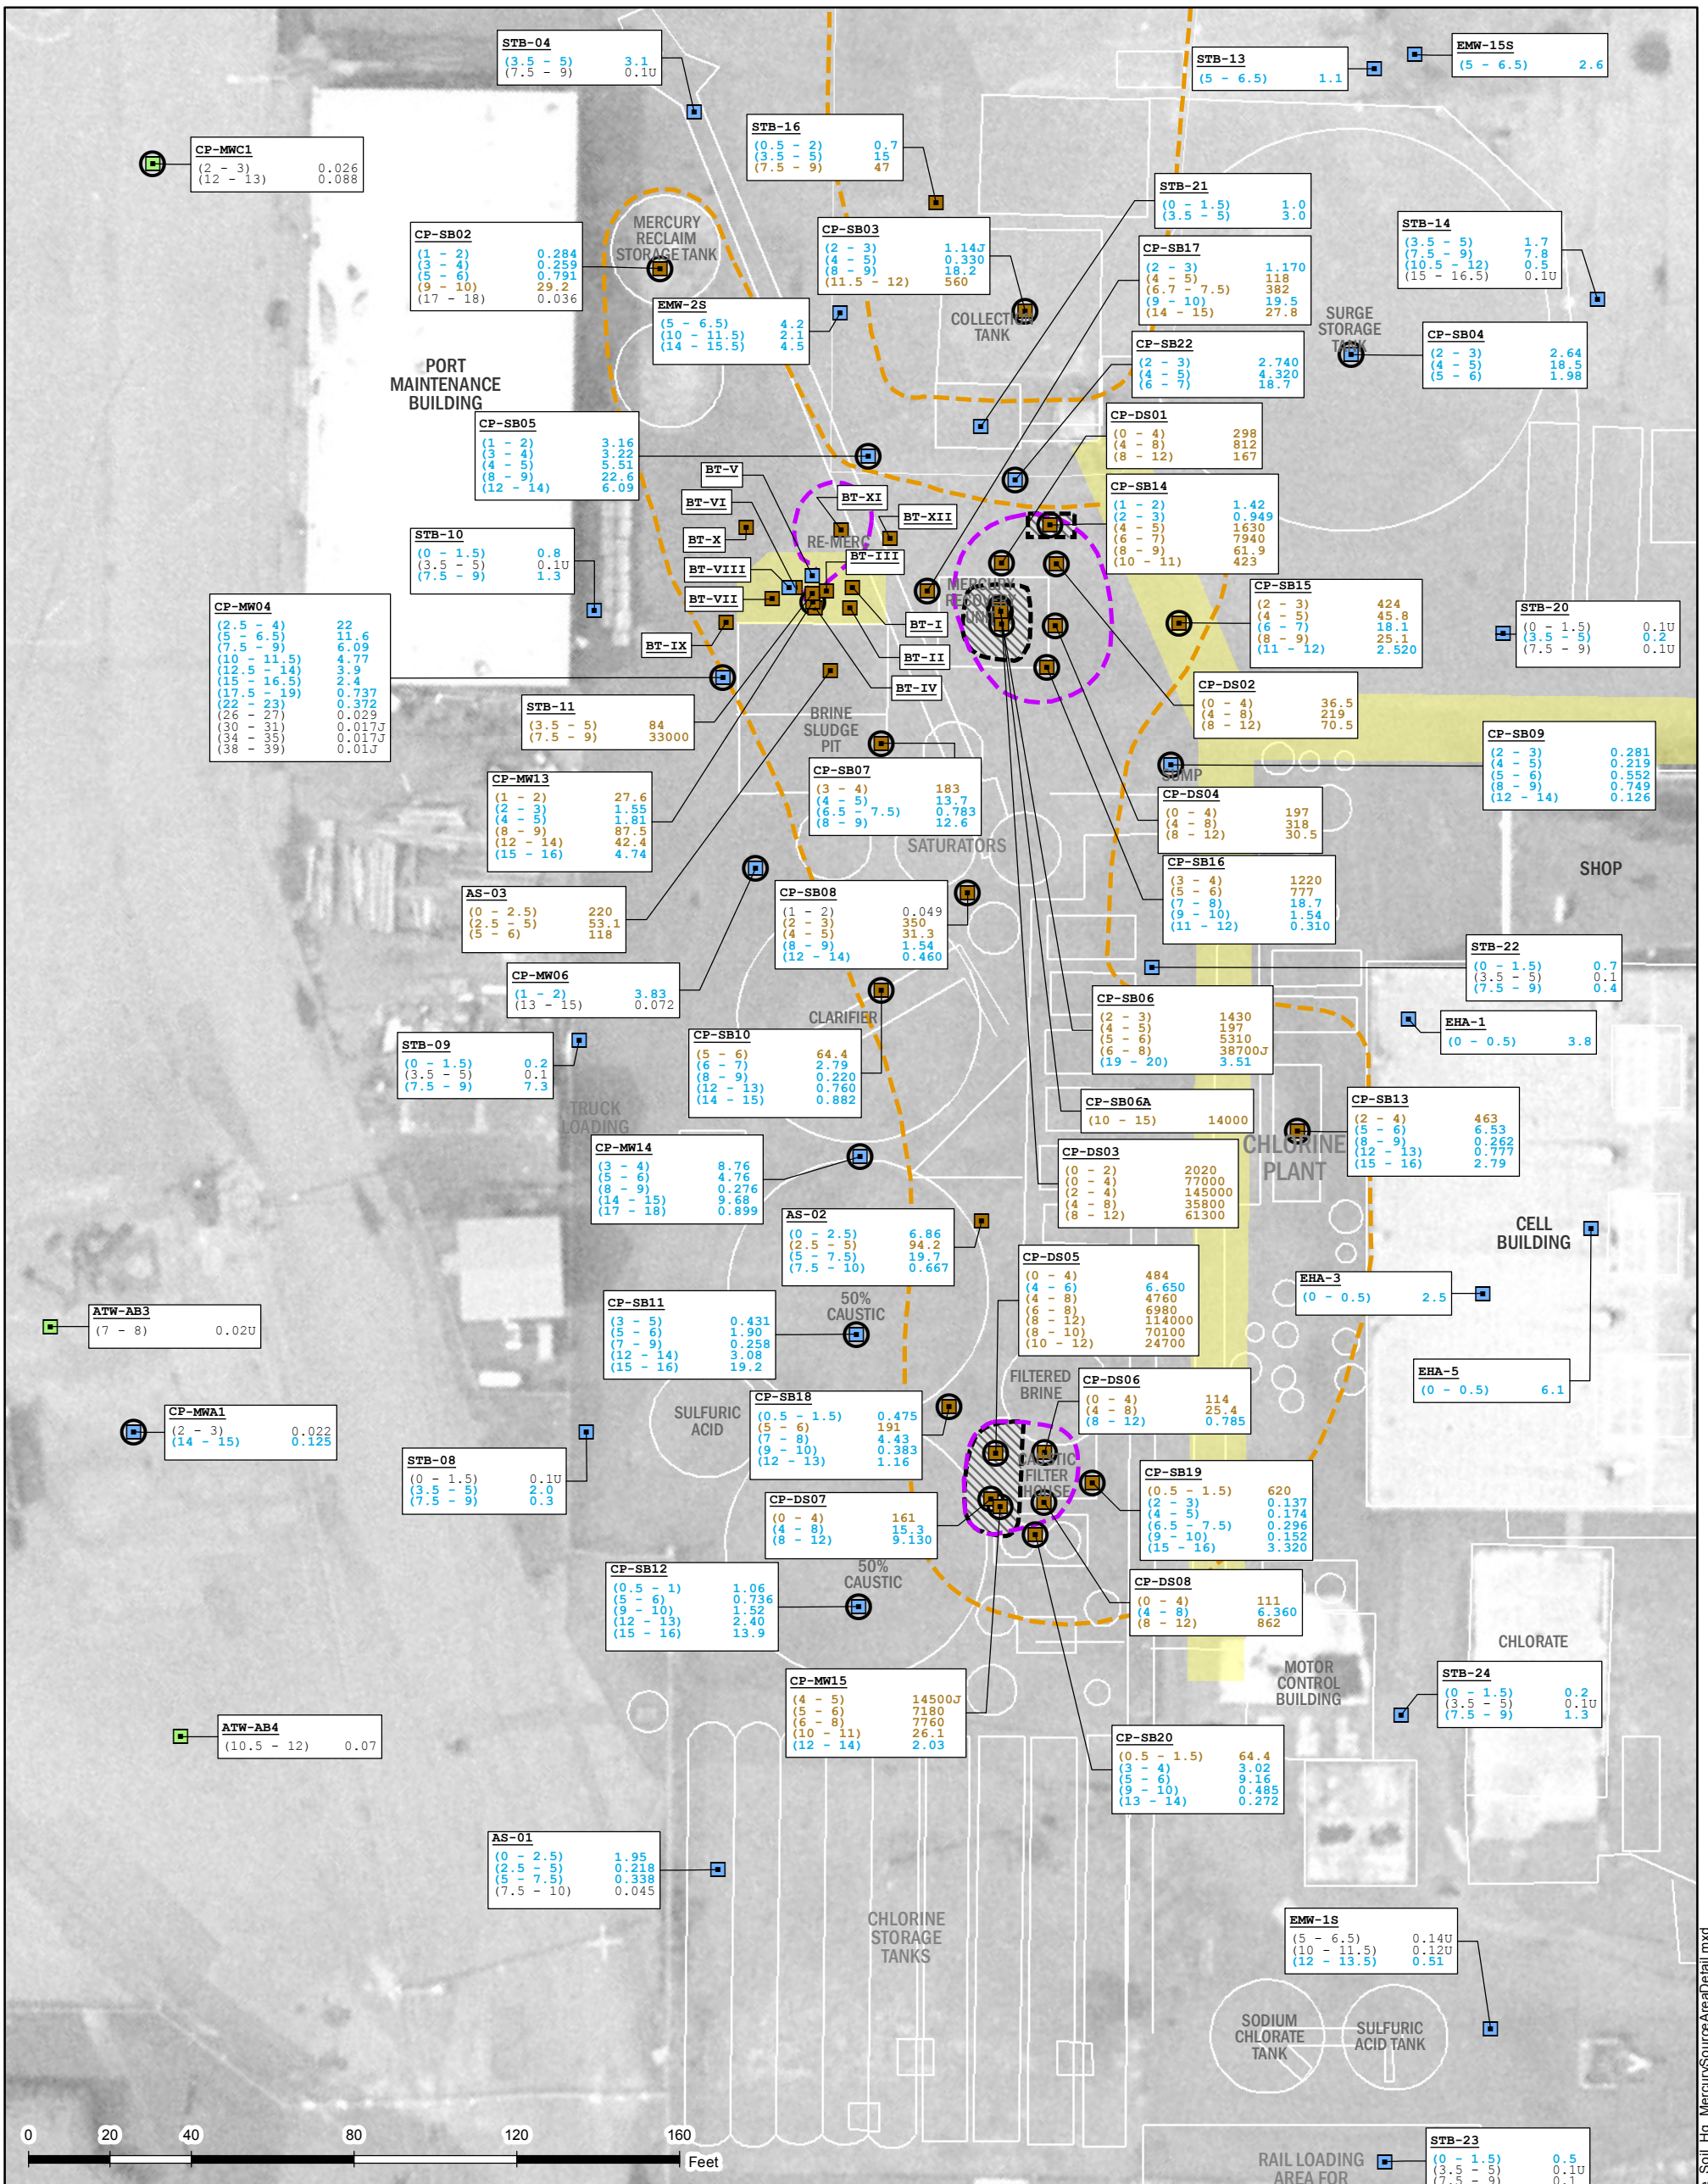 STB-04
(3.5 - 5) 3.1
(7.5 - 9) 0.1U
STB-13
(5 - 6.5) 1.1
EMW-15S
(5 - 6.5) 2.6
CP-MWC1
(2 - 3) 0.026
(12 - 13) 0.088
STB-16
(0.5 - 2) 0.7
(3.5 - 5) 15
(7.5 - 9) 47
STB-21
(0 - 1.5) 1.0
(3.5 - 5) 3.0
STB-14
(3.5 - 5) 1.7
(7.5 - 9) 7.8
(10.5 - 12) 0.5
(15 - 16.5) 0.1U
CP-SB02
(1 - 2) 0.284
(3 - 4) 0.259
(5 - 6) 0.791
(9 - 10) 29.2
(17 - 18) 0.036
MERCURY
RECLAIM
STORAGE TANK
CP-SB03
(2 - 3) 1.14J
(4 - 5) 0.330
(8 - 9) 18.2
(11.5 - 12) 560
COLLECTION
TANK
CP-SB17
(2 - 3) 1.170
(4 - 5) 118
(6.7 - 7.5) 382
(9 - 10) 19.5
(14 - 15) 27.8
SURGE
STORAGE
TANK
EMW-2S
(5 - 6.5) 4.2
(10 - 11.5) 2.1
(14 - 15.5) 4.5
CP-SB22
(2 - 3) 2.740
(4 - 5) 4.320
(6 - 7) 18.7
CP-SB04
(2 - 3) 2.64
(4 - 5) 18.5
(5 - 6) 1.98
PORT
MAINTENANCE
BUILDING
CP-SB05
(1 - 2) 3.16
(3 - 4) 3.22
(4 - 5) 5.51
(8 - 9) 22.6
(12 - 14) 6.09
CP-DS01
(0 - 4) 298
(4 - 8) 812
(8 - 12) 167
BT-V
BT-VI
BT-XI
BT-XII
BT-X
RE-MERC
BT-III
BT-VIII
BT-VII
BT-I
BT-IX
BT-II
BT-IV
CP-SB14
(1 - 2) 1.42
(2 - 3) 0.949
(4 - 5) 1630
(6 - 7) 7940
(8 - 9) 61.9
(10 - 11) 423
STB-10
(0 - 1.5) 0.8
(3.5 - 5) 0.1U
(7.5 - 9) 1.3
MERCURY
RECOVERY
UNIT
CP-SB15
(2 - 3) 424
(4 - 5) 45.8
(6 - 7) 18.1
(8 - 9) 25.1
(11 - 12) 2.520
STB-20
(0 - 1.5) 0.1U
(3.5 - 5) 0.2
(7.5 - 9) 0.1U
CP-MW04
(2.5 - 4) 22
(5 - 6.5) 11.6
(7.5 - 9) 6.09
(10 - 11.5) 4.77
(12.5 - 14) 3.9
(15 - 16.5) 2.4
(17.5 - 19) 0.737
(22 - 23) 0.372
(26 - 27) 0.029
(30 - 31) 0.017J
(34 - 35) 0.017J
(38 - 39) 0.01J
STB-11
(3.5 - 5) 84
(7.5 - 9) 33000
BRINE
SLUDGE
PIT
CP-DS02
(0 - 4) 36.5
(4 - 8) 219
(8 - 12) 70.5
CP-SB09
(2 - 3) 0.281
(4 - 5) 0.219
(5 - 6) 0.552
(8 - 9) 0.749
(12 - 14) 0.126
SUMP
CP-MW13
(1 - 2) 27.6
(2 - 3) 1.55
(4 - 5) 1.81
(8 - 9) 87.5
(12 - 14) 42.4
(15 - 16) 4.74
CP-SB07
(3 - 4) 183
(4 - 5) 13.7
(6.5 - 7.5) 0.783
(8 - 9) 12.6
SATURATORS
CP-DS04
(0 - 4) 197
(4 - 8) 318
(8 - 12) 30.5
SHOP
CP-SB16
(3 - 4) 1220
(5 - 6) 777
(7 - 8) 18.7
(9 - 10) 1.54
(11 - 12) 0.310
AS-03
(0 - 2.5) 220
(2.5 - 5) 53.1
(5 - 6) 118
CP-SB08
(1 - 2) 0.049
(2 - 3) 350
(4 - 5) 31.3
(8 - 9) 1.54
(12 - 14) 0.460
STB-22
(0 - 1.5) 0.7
(3.5 - 5) 0.1
(7.5 - 9) 0.4
CP-MW06
(1 - 2) 3.83
(13 - 15) 0.072
CLARIFIER
CP-SB06
(2 - 3) 1430
(4 - 5) 197
(5 - 6) 5310
(6 - 8) 38700J
(19 - 20) 3.51
EHA-1
(0 - 0.5) 3.8
STB-09
(0 - 1.5) 0.2
(3.5 - 5) 0.1
(7.5 - 9) 7.3
CP-SB10
(5 - 6) 64.4
(6 - 7) 2.79
(8 - 9) 0.220
(12 - 13) 0.760
(14 - 15) 0.882
TRUCK
LOADING
CP-SB06A
(10 - 15) 14000
CP-SB13
(2 - 4) 463
(5 - 6) 6.53
(8 - 9) 0.262
(12 - 13) 0.777
(15 - 16) 2.79
CHLORINE
PLANT
CP-MW14
(3 - 4) 8.76
(5 - 6) 4.76
(8 - 9) 0.276
(14 - 15) 9.68
(17 - 18) 0.899
CP-DS03
(0 - 2) 2020
(0 - 4) 77000
(2 - 4) 145000
(4 - 8) 35800
(8 - 12) 61300
AS-02
(0 - 2.5) 6.86
(2.5 - 5) 94.2
(5 - 7.5) 19.7
(7.5 - 10) 0.667
CELL
BUILDING
CP-DS05
(0 - 4) 484
(4 - 6) 6.650
(4 - 8) 4760
(6 - 8) 6980
(8 - 12) 114000
(8 - 10) 70100
(10 - 12) 24700
EHA-3
(0 - 0.5) 2.5
ATW-AB3
(7 - 8) 0.02U
CP-SB11
(3 - 5) 0.431
(5 - 6) 1.90
(7 - 9) 0.258
(12 - 14) 3.08
(15 - 16) 19.2
50%
CAUSTIC
EHA-5
(0 - 0.5) 6.1
FILTERED
BRINE
CP-DS06
(0 - 4) 114
(4 - 8) 25.4
(8 - 12) 0.785
CP-MWA1
(2 - 3) 0.022
(14 - 15) 0.125
SULFURIC
ACID
CP-SB18
(0.5 - 1.5) 0.475
(5 - 6) 191
(7 - 8) 4.43
(9 - 10) 0.383
(12 - 13) 1.16
STB-08
(0 - 1.5) 0.1U
(3.5 - 5) 2.0
(7.5 - 9) 0.3
CAUSTIC
FILTER
HOUSE
CP-SB19
(0.5 - 1.5) 620
(2 - 3) 0.137
(4 - 5) 0.174
(6.5 - 7.5) 0.296
(9 - 10) 0.152
(15 - 16) 3.320
CP-DS07
(0 - 4) 161
(4 - 8) 15.3
(8 - 12) 9.130
CP-SB12
(0.5 - 1) 1.06
(5 - 6) 0.736
(9 - 10) 1.52
(12 - 13) 2.40
(15 - 16) 13.9
50%
CAUSTIC
CP-DS08
(0 - 4) 111
(4 - 8) 6.360
(8 - 12) 862
CHLORATE
MOTOR
CONTROL
BUILDING
STB-24
(0 - 1.5) 0.2
(3.5 - 5) 0.1U
(7.5 - 9) 1.3
CP-MW15
(4 - 5) 14500J
(5 - 6) 7180
(6 - 8) 7760
(10 - 11) 26.1
(12 - 14) 2.03
ATW-AB4
(10.5 - 12) 0.07
CP-SB20
(0.5 - 1.5) 64.4
(3 - 4) 3.02
(5 - 6) 9.16
(9 - 10) 0.485
(13 - 14) 0.272
AS-01
(0 - 2.5) 1.95
(2.5 - 5) 0.218
(5 - 7.5) 0.338
(7.5 - 10) 0.045
CHLORINE
STORAGE
TANKS
EMW-1S
(5 - 6.5) 0.14U
(10 - 11.5) 0.12U
(12 - 13.5) 0.51
SODIUM
CHLORATE
TANK
SULFURIC
ACID TANK
0 20 40 80 120 160
Feet
RAIL LOADING
AREA FOR
STB-23
(0 - 1.5) 0.5
(3.5 - 5) 0.1U
(7.5 - 9) 0.1
Soil_Hg_MercurySourceAreaDetail.mxd